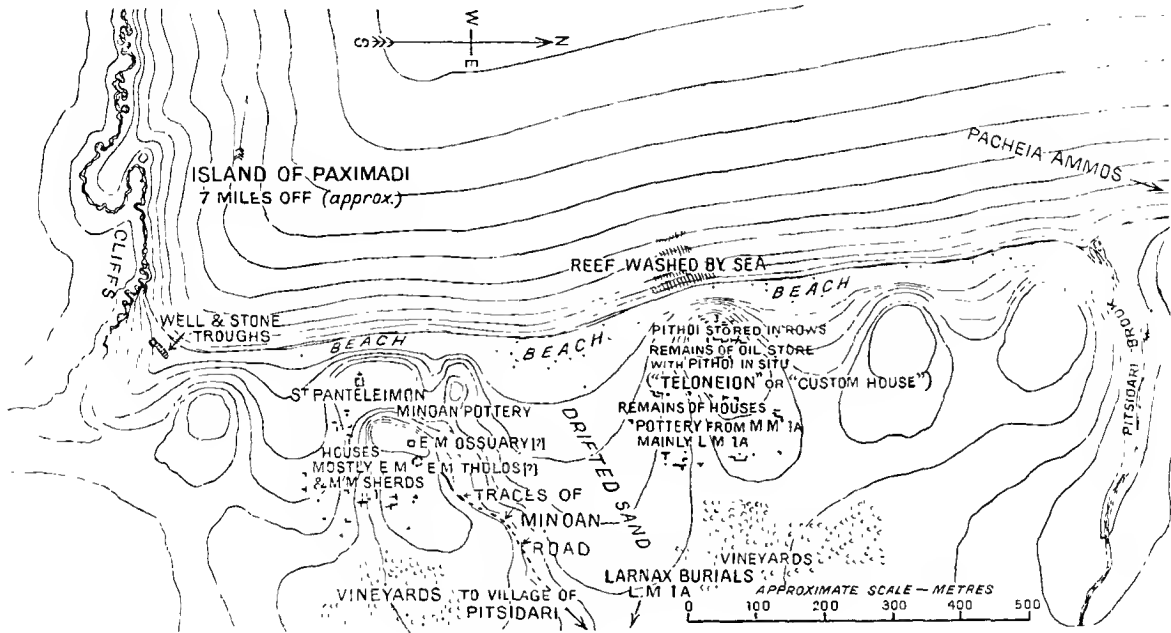 W
S N
E
PACHEIA AMMOS
ISLAND OF PAXIMADI
7 MILES OFF (approx.)
CLIFFS
REEF WASHED BY SEA
BEACH
WELL & STONE
TROUGHS
BEACH
BEACH
PITHOI STORED IN ROWS
REMAINS OF OIL STORE
WITH PITHOI IN SITU
("TELONEION" OR "CUSTOM HOUSE")
PITSIDARI BROOK
ST PANTELEIMON
MINOAN POTTERY
REMAINS OF HOUSES
POTTERY FROM M M 1A
MAINLY L M 1A
E M OSSUARY [?]
E M THOLOS [?]
HOUSES
MOSTLY E M
& M M SHERDS
DRIFTED SAND
TRACES OF
MINOAN
ROAD
VINEYARDS
VINEYARDS
TO VILLAGE OF
PITSIDARI
LARNAX BURIALS
L M 1A
APPROXIMATE SCALE — METRES
0 100 200 300 400 500